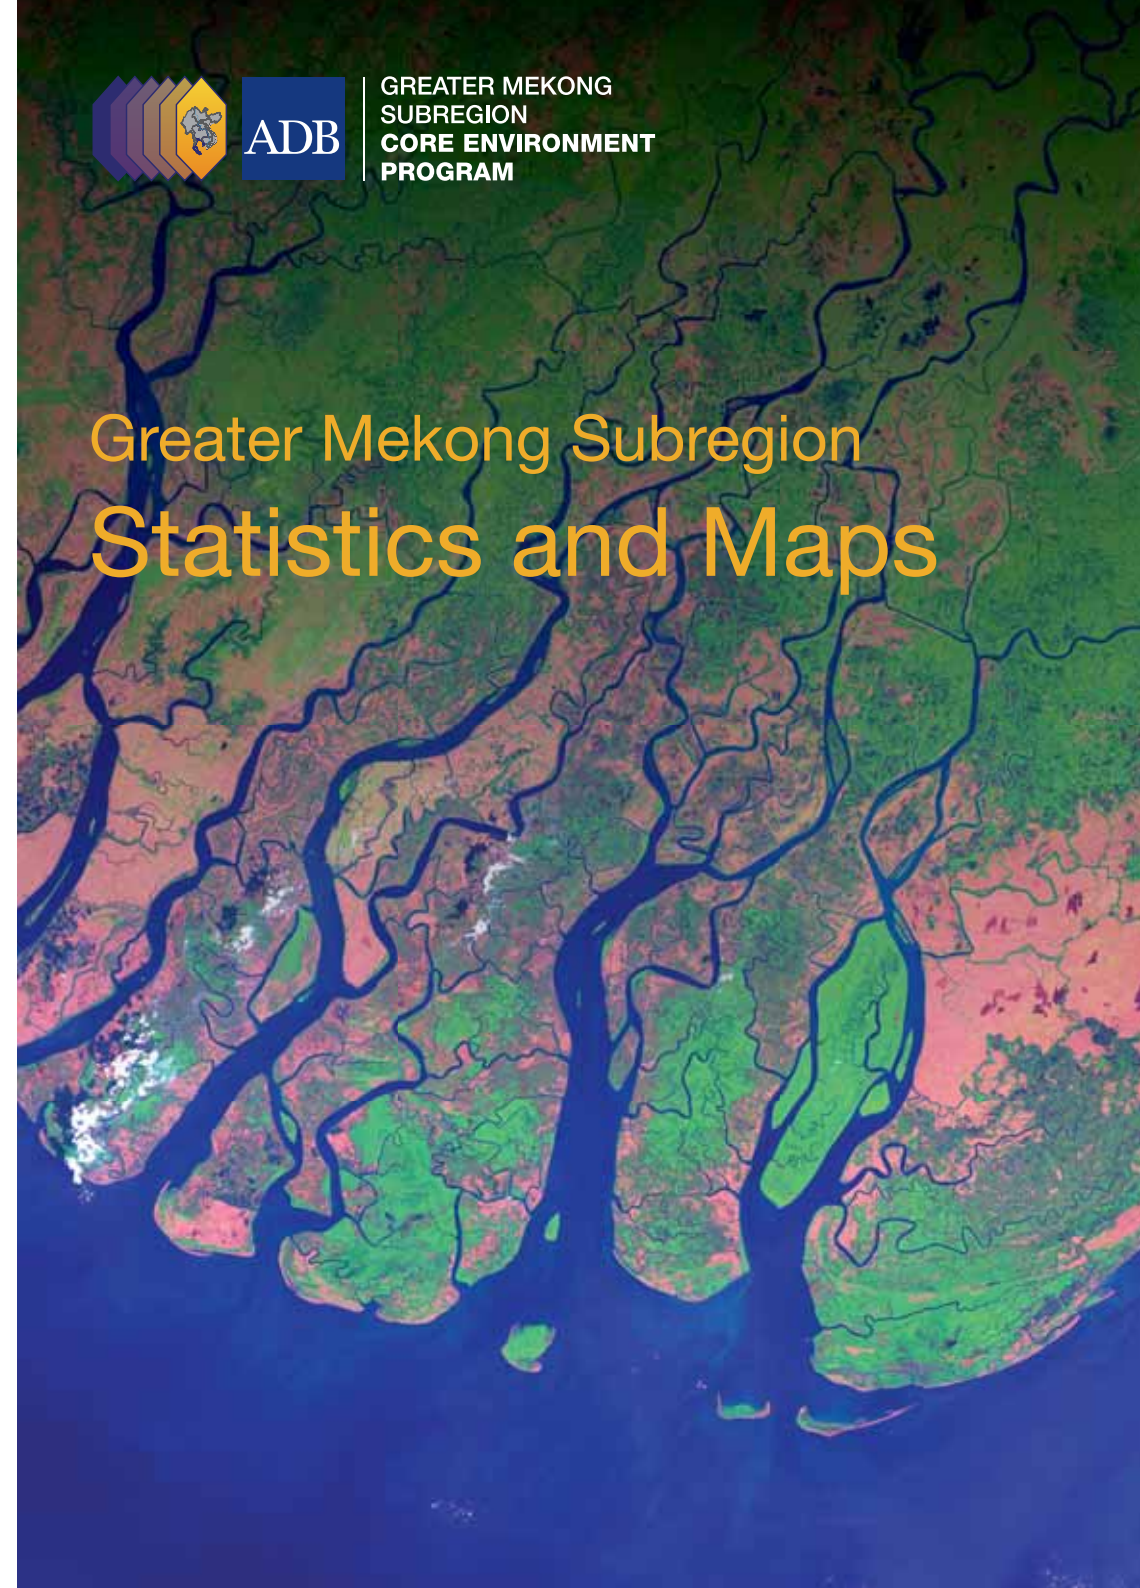 ADB
GREATER MEKONG
SUBREGION
CORE ENVIRONMENT
PROGRAM
Greater Mekong Subregion
Statistics and Maps